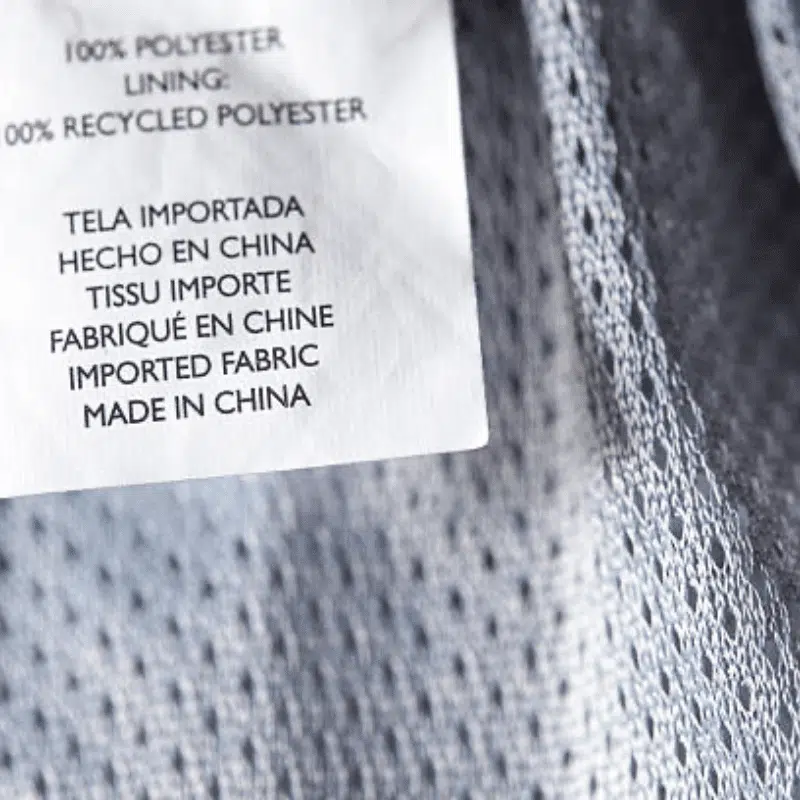 100% POLYESTER
LINING:
00% RECYCLED POLYESTER
TELA IMPORTADA
HECHO EN CHINA
TISSU IMPORTE
FABRIQUÉ EN CHINE
IMPORTED FABRIC
MADE IN CHINA